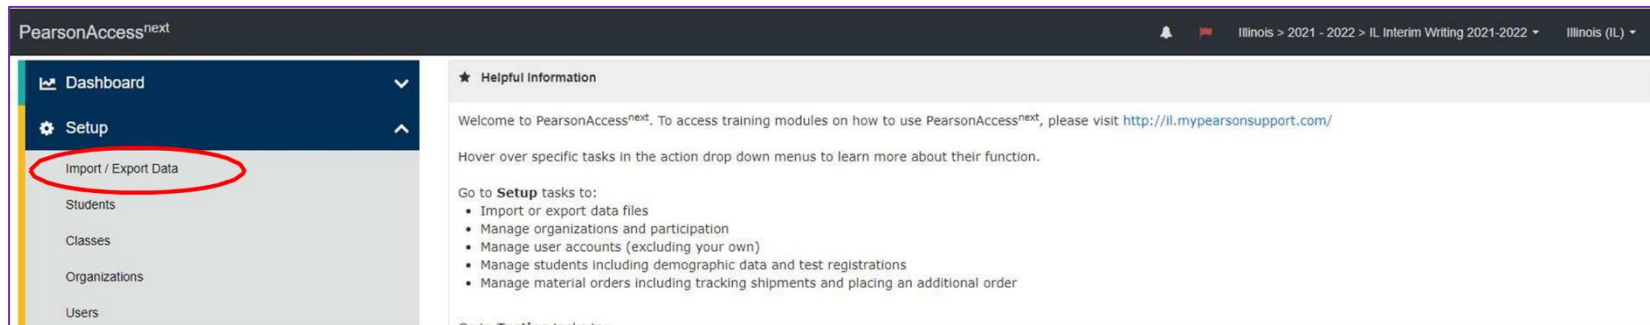 PearsonAccessnext
Illinois > 2021 - 2022 > IL Interim Writing 2021-2022
Illinois (IL)
Dashboard
Setup
Import / Export Data
Students
Classes
Organizations
Users
Helpful Information
Welcome to PearsonAccessnext. To access training modules on how to use PearsonAccessnext, please visit http://il.mypearsonsupport.com/
Hover over specific tasks in the action drop down menus to learn more about their function.
Go to Setup tasks to:
• Import or export data files
• Manage organizations and participation
• Manage user accounts (excluding your own)
• Manage students including demographic data and test registrations
• Manage material orders including tracking shipments and placing an additional order